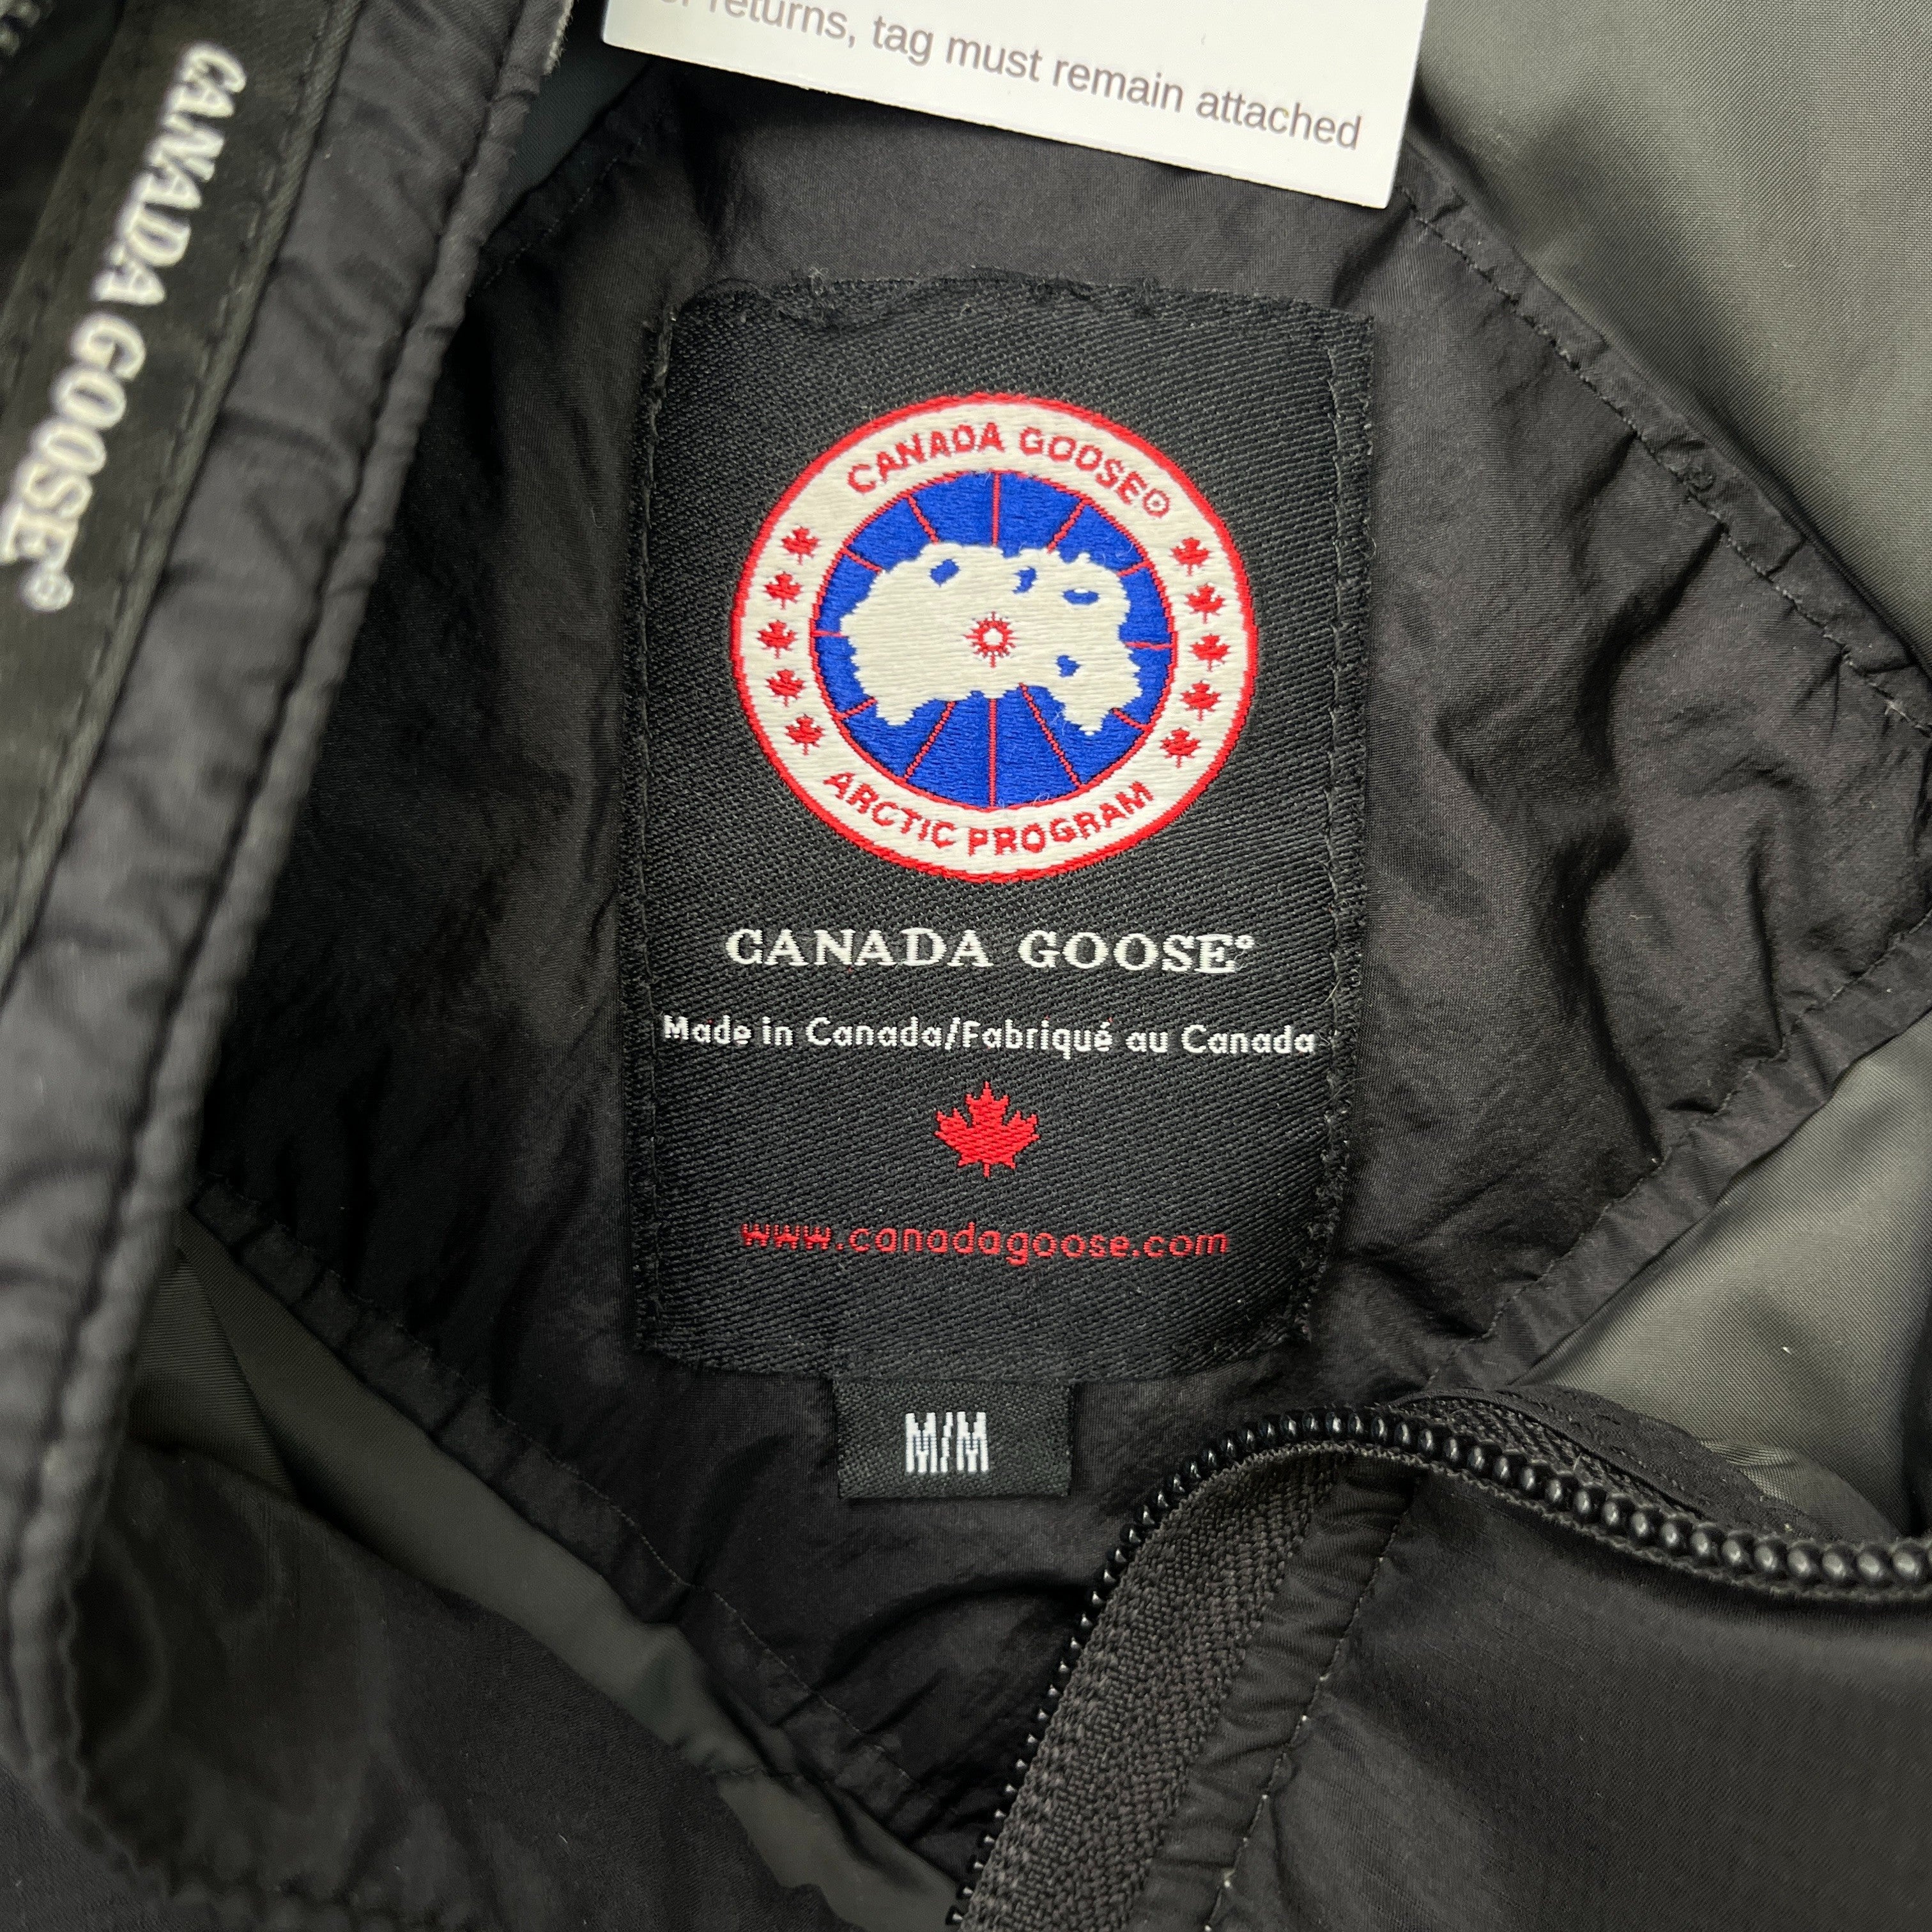 returns, tag must remain attached
CANADA GOOSE®
CANADA GOOSE®
ARCTIC PROGRAM
CANADA GOOSE®
Made in Canada/Fabriqué au Canada
www.canadagoose.com
M/M